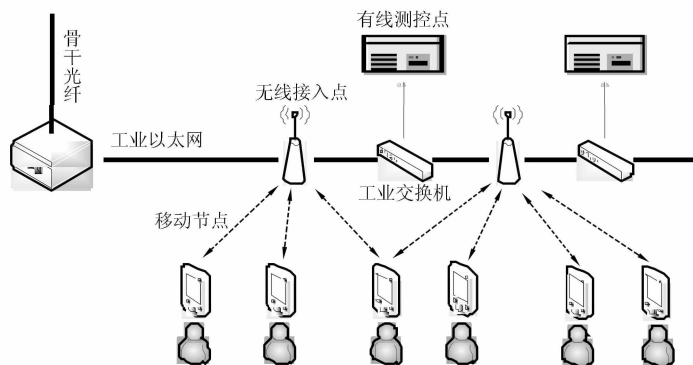 骨干光纤
有线测控点
无线接入点
工业以太网
工业交换机
移动节点